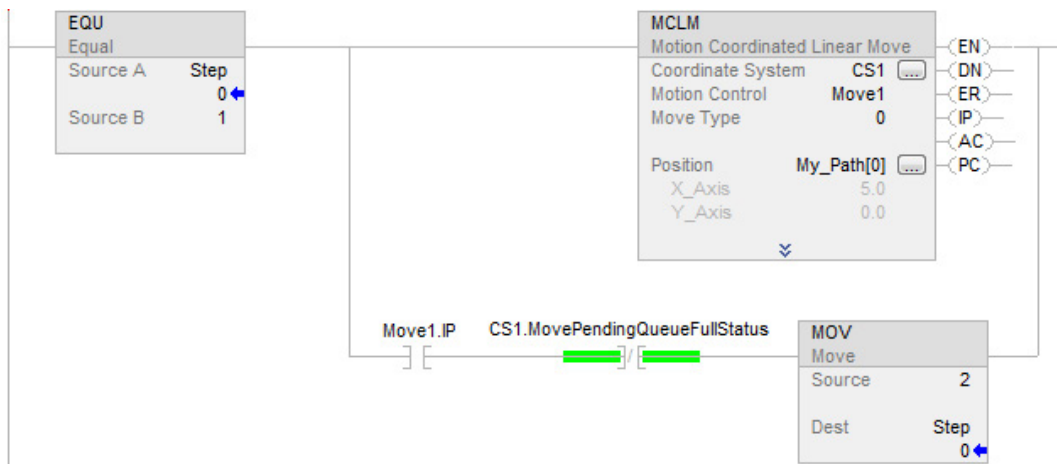 EQU
Equal
Source A Step
0
Source B 1
MCLM
Motion Coordinated Linear Move
Coordinate System CS1 ...
Motion Control Move1
Move Type 0
Position My_Path[0] ...
X_Axis 5.0
Y_Axis 0.0
EN
DN
ER
IP
AC
PC
Move1.IP
CS1.MovePendingQueueFullStatus
MOV
Move
Source 2
Dest Step
0